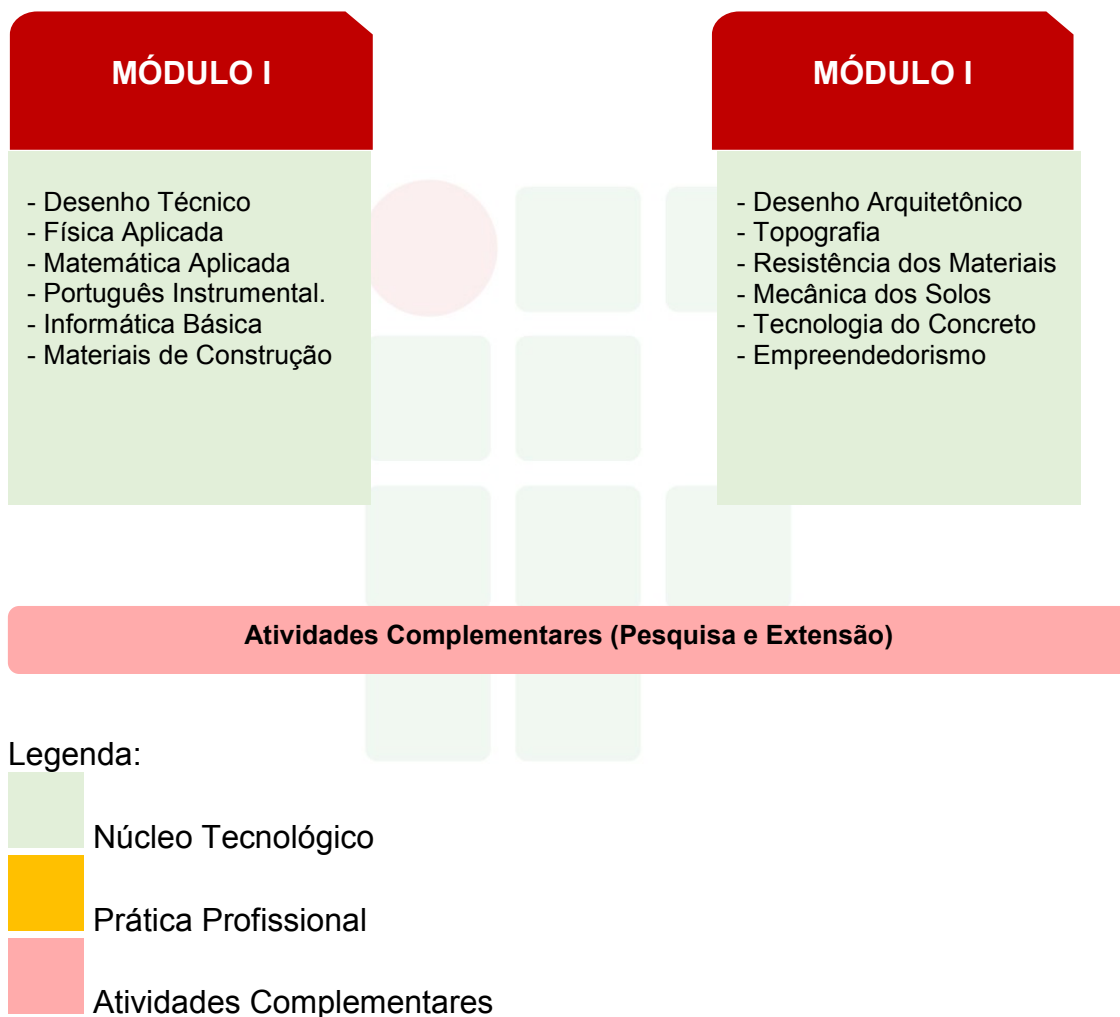 MÓDULO I
- Desenho Técnico
- Física Aplicada
- Matemática Aplicada
- Português Instrumental.
- Informática Básica
- Materiais de Construção
MÓDULO I
- Desenho Arquitetônico
- Topografia
- Resistência dos Materiais
- Mecânica dos Solos
- Tecnologia do Concreto
- Empreendedorismo
Atividades Complementares (Pesquisa e Extensão)
Legenda:
Núcleo Tecnológico
Prática Profissional
Atividades Complementares